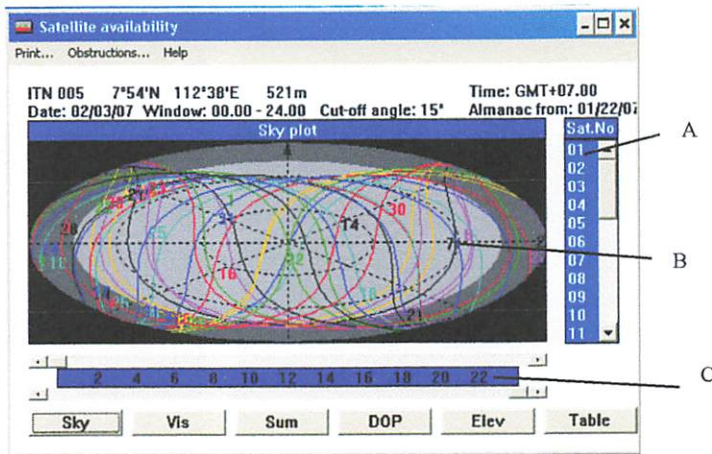 Satellite availability
Print... Obstructions... Help
ITN 005 7°54'N 112°38'E 521m Time: GMT+07.00
Date: 02/03/07 Window: 00.00 - 24.00 Cut-off angle: 15° Almanac from: 01/22/07
Sky plot
Sat.No
A
01
02
03
04
05
06
07
08
09
10
11
30
14
7
16
21
B
2 4 6 8 10 12 14 16 18 20 22
C
Sky Vis Sum DOP Elev Table